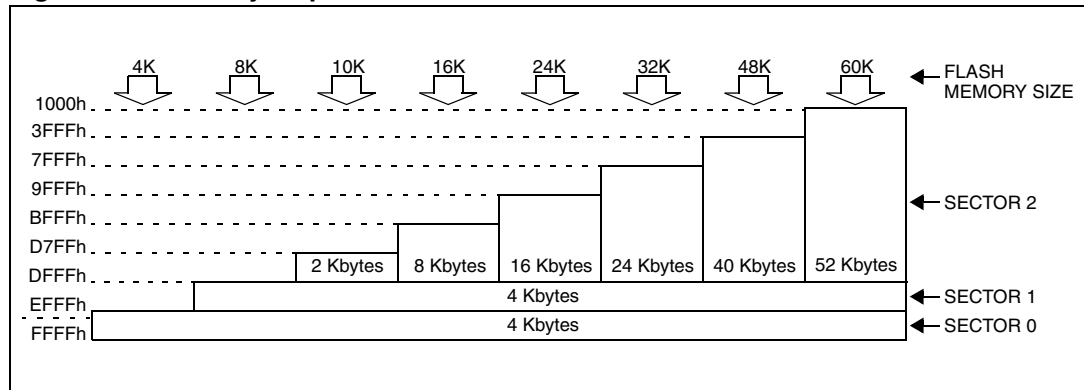 4K 8K 10K 16K 24K 32K 48K 60K
FLASH
MEMORY SIZE
1000h
3FFFh
7FFFh
9FFFh
SECTOR 2
BFFFh
D7FFh
2 Kbytes 8 Kbytes 16 Kbytes 24 Kbytes 40 Kbytes 52 Kbytes
DFFFh
4 Kbytes
SECTOR 1
EFFFh
4 Kbytes
SECTOR 0
FFFFh